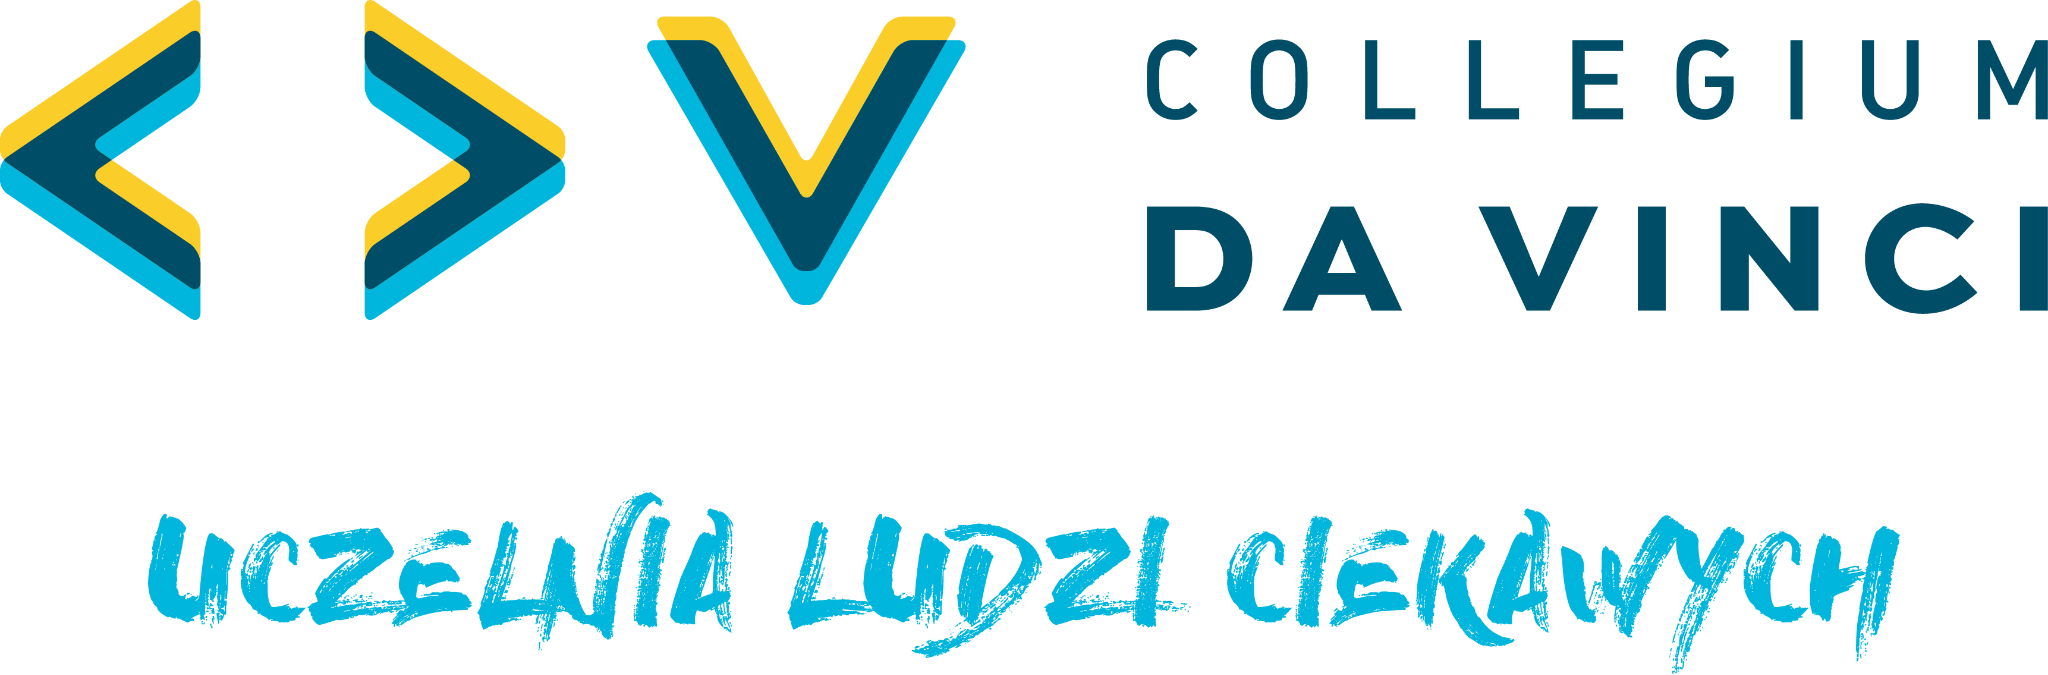 COLLEGIUM
DA VINCI
UCZELNIA LUDZI CIEKAWYCH